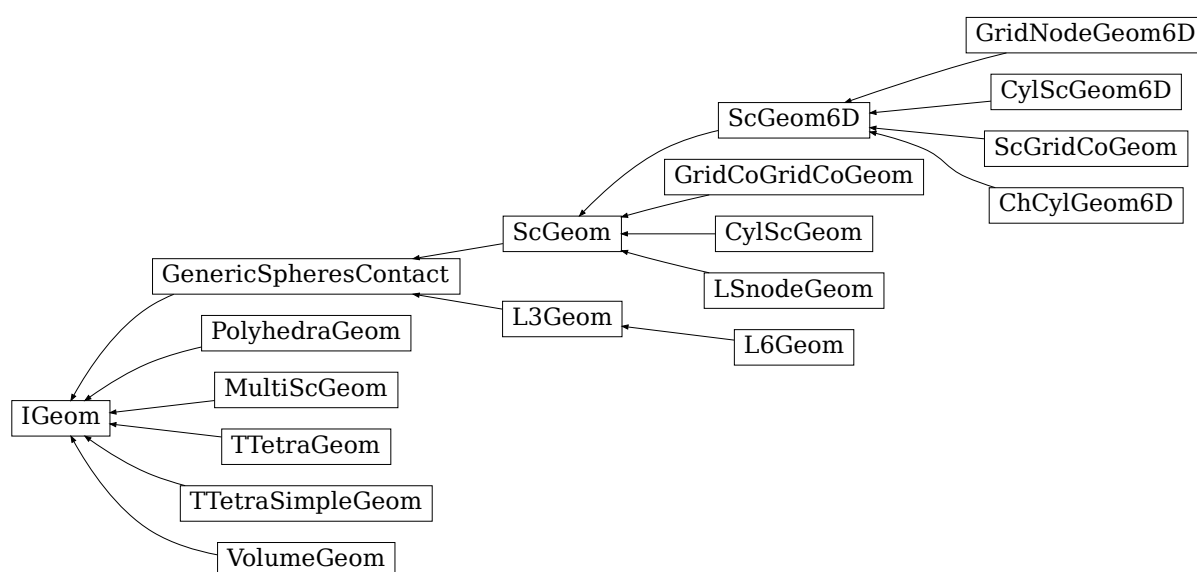 GridNodeGeom6D
CylScGeom6D
ScGeom6D
ScGridCoGeom
GridCoGridCoGeom
ChCylGeom6D
ScGeom
CylScGeom
GenericSpheresContact
LSnodeGeom
L3Geom
PolyhedraGeom
L6Geom
MultiScGeom
IGeom
TTetraGeom
TTetraSimpleGeom
VolumeGeom